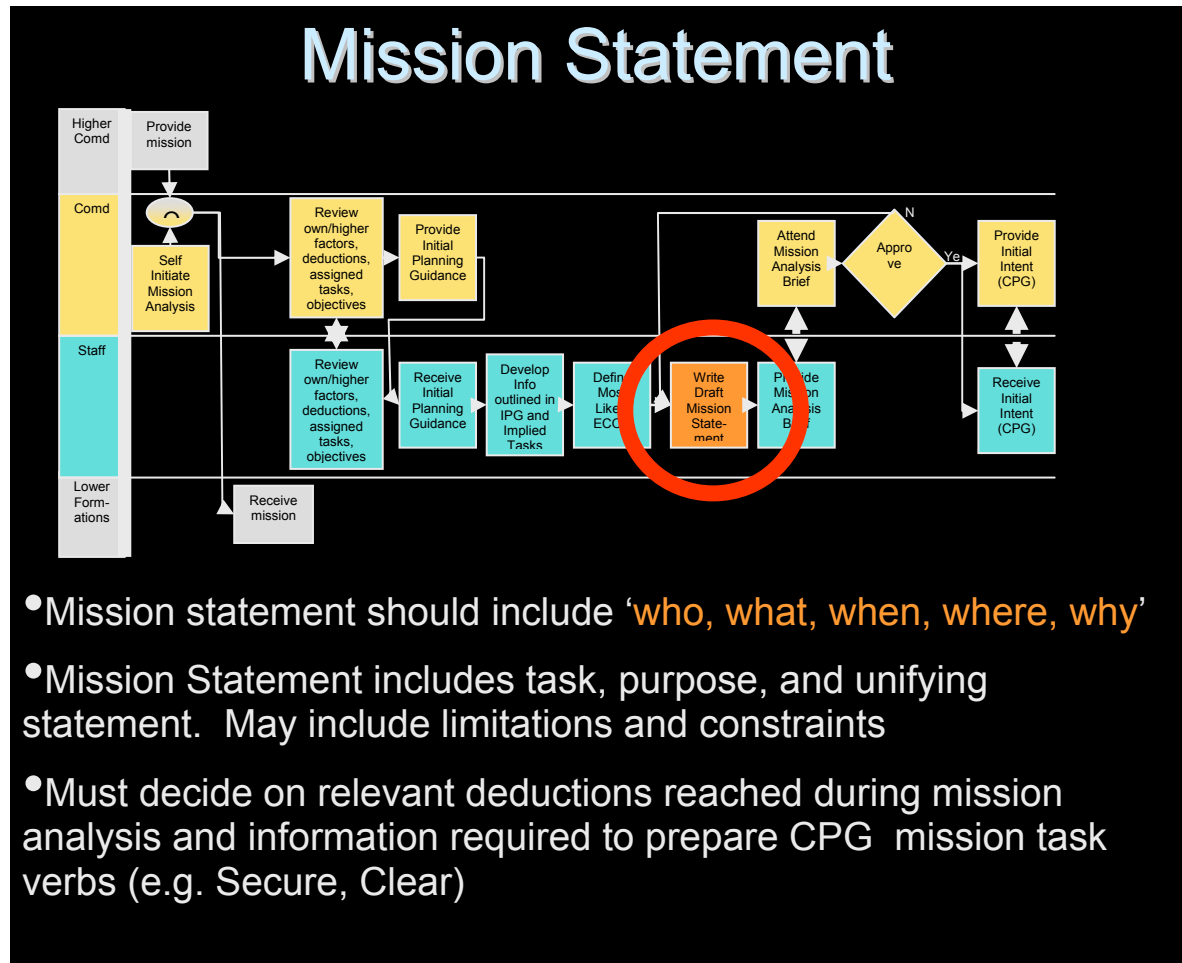 Mission Statement
Higher
Comd
Provide
mission
Comd
Self
Initiate
Mission
Analysis
Review
own/higher
factors,
deductions,
assigned
tasks,
objectives
Provide
Initial
Planning
Guidance
Attend
Mission
Analysis
Brief
Appro
ve
N
Ye
Provide
Initial
Intent
(CPG)
Staff
Review
own/higher
factors,
deductions,
assigned
tasks,
objectives
Receive
Initial
Planning
Guidance
Develop
Info
outlined in
IPG and
Implied
Tasks
Write
Draft
Mission
State-
ment
Mission
Analysis
Receive
Initial
Intent
(CPG)
Lower
Form-
ations
Receive
mission
•Mission statement should include ‘who, what, when, where, why’
•Mission Statement includes task, purpose, and unifying
statement. May include limitations and constraints
•Must decide on relevant deductions reached during mission
analysis and information required to prepare CPG mission task
verbs (e.g. Secure, Clear)